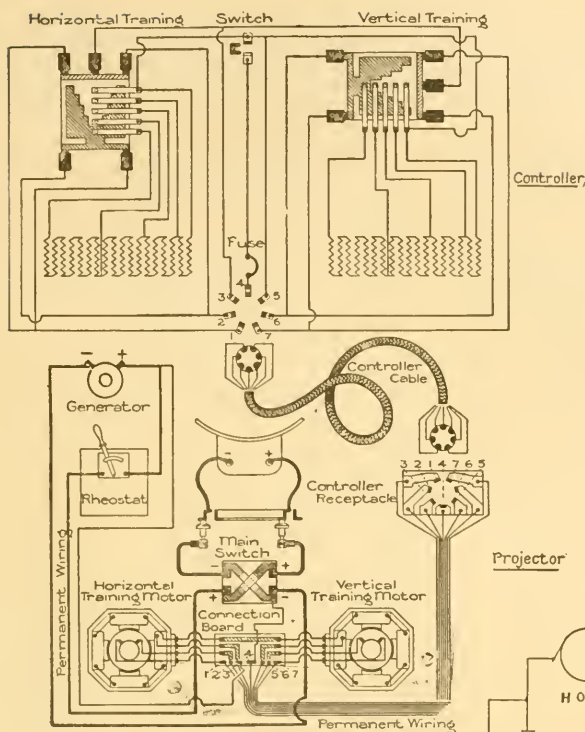 Horizontal Training
Switch
Vertical Training
Controller,
Fuse
4
3
5
2
6
1
7
- +
Generator
Controller
Cable
- +
Rheostat
Controller
Receptacle
3 2 1 4 7 6 5
Permanent Wiring
Main
Switch
- +
+ -
Projector
Horizontal
Training Motor
Vertical
Training Motor
Connection
Board
4
1 2 3
5 6 7
H O
Permanent Wiring